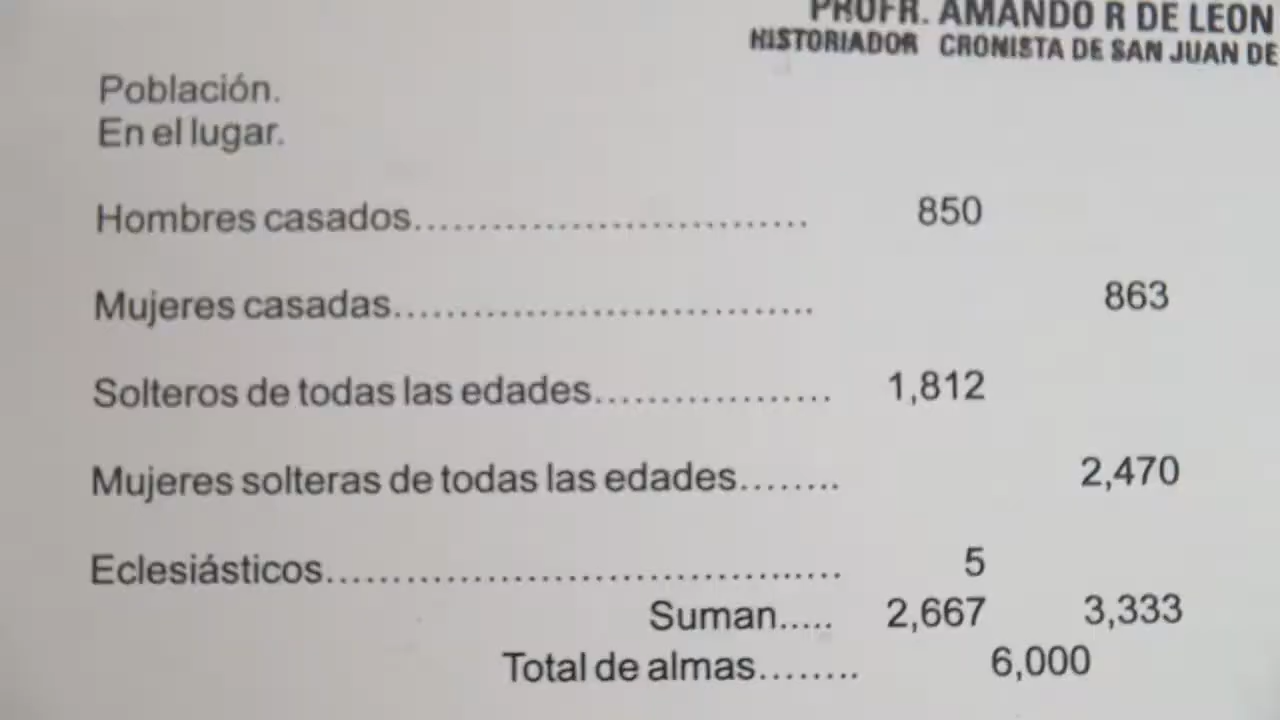 PROFR. AMANDO R DE LEON
HISTORIADOR CRONISTA DE SAN JUAN DE
Población.
En el lugar.
Hombres casados.............................. 850
Mujeres casadas................................ 863
Solteros de todas las edades.................. 1,812
Mujeres solteras de todas las edades........ 2,470
Eclesiásticos....................................... 5
Suman..... 2,667 3,333
Total de almas........ 6,000